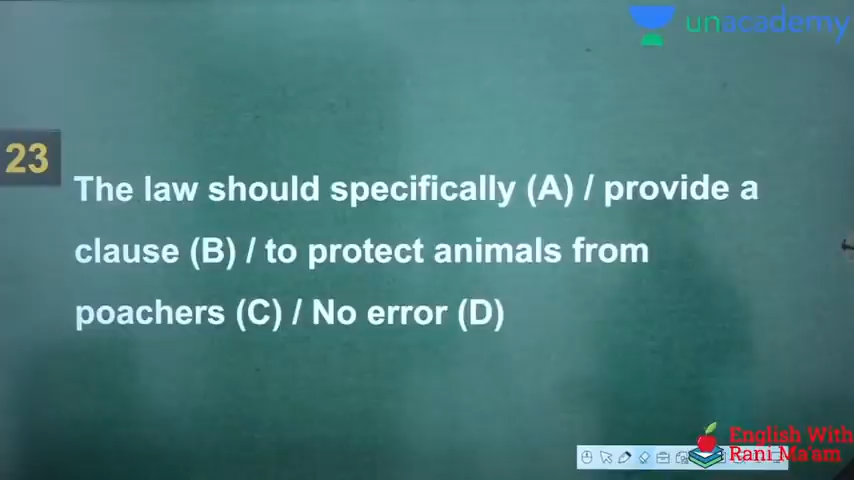 unacademy
23
The law should specifically (A) / provide a
clause (B) / to protect animals from
poachers (C) / No error (D)
English With
Rani Ma'am